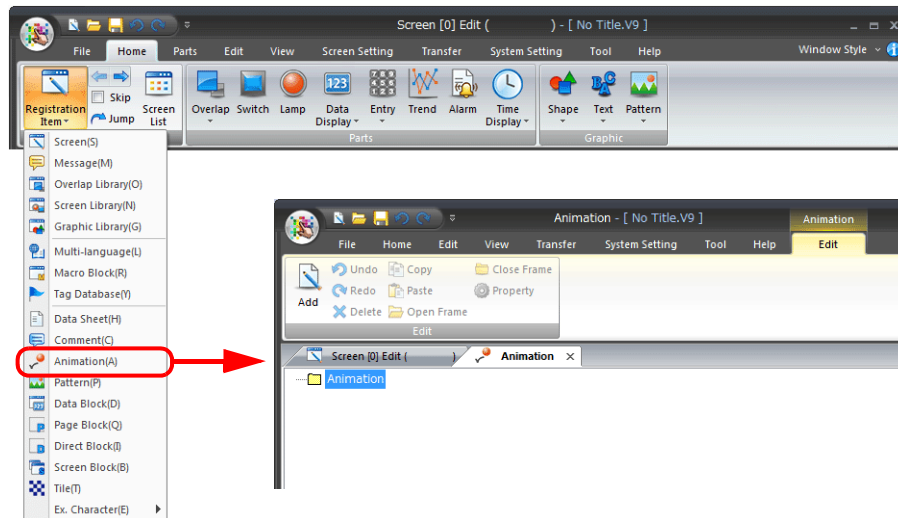 Screen [0] Edit ( ) - [ No Title.V9 ]
File Home Parts Edit View Screen Setting Transfer System Setting Tool Help Window Style
Registration Item
Skip
Jump
Screen List
Overlap Switch Lamp Data Display Entry Trend Alarm Time Display
Parts
Shape Text Pattern
Graphic
Screen(S)
Message(M)
Overlap Library(O)
Screen Library(N)
Graphic Library(G)
Multi-language(L)
Macro Block(R)
Tag Database(Y)
Data Sheet(H)
Comment(C)
Animation(A)
Pattern(P)
Data Block(D)
Page Block(Q)
Direct Block(I)
Screen Block(B)
Tile(T)
Ex. Character(E)
Animation - [ No Title.V9 ] Animation
File Home Edit View Transfer System Setting Tool Help Edit
Add
Undo Copy Close Frame
Redo Paste Property
Delete Open Frame
Edit
Screen [0] Edit ( ) Animation
Animation